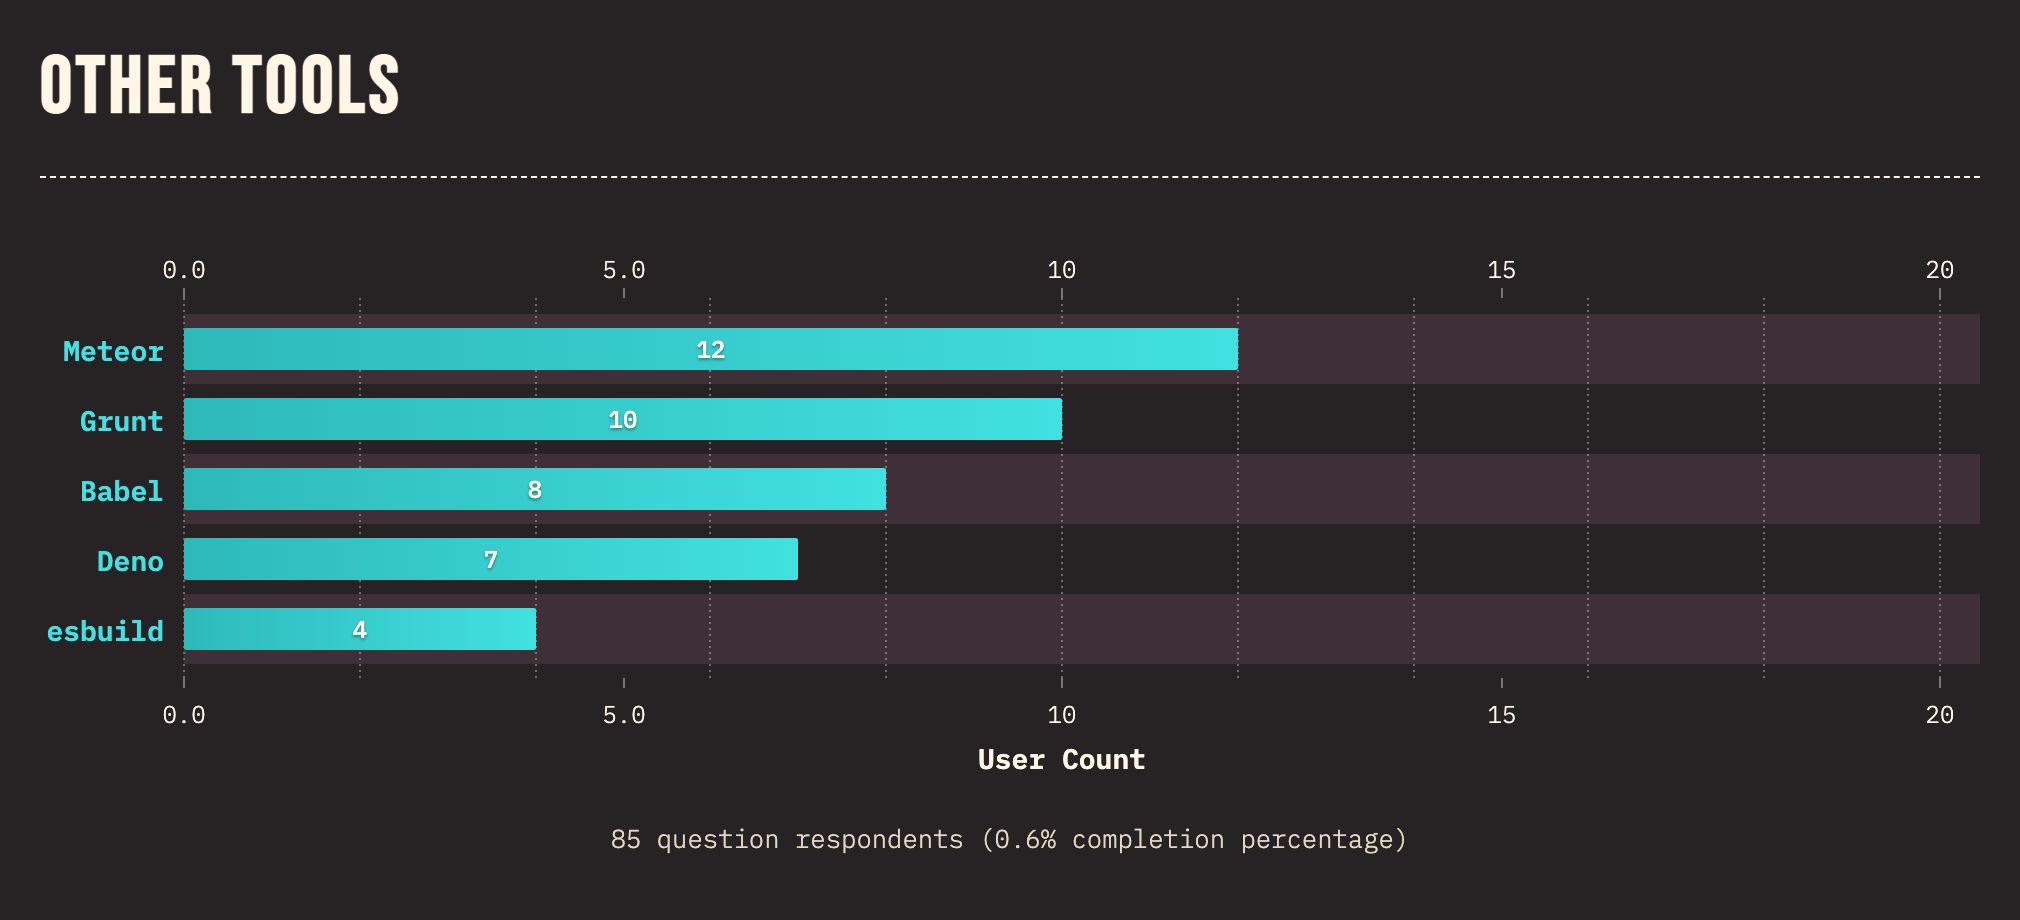 OTHER TOOLS
0.0 5.0 10 15 20
Meteor 12
Grunt 10
Babel 8
Deno 7
esbuild 4
0.0 5.0 10 15 20
User Count
85 question respondents (0.6% completion percentage)